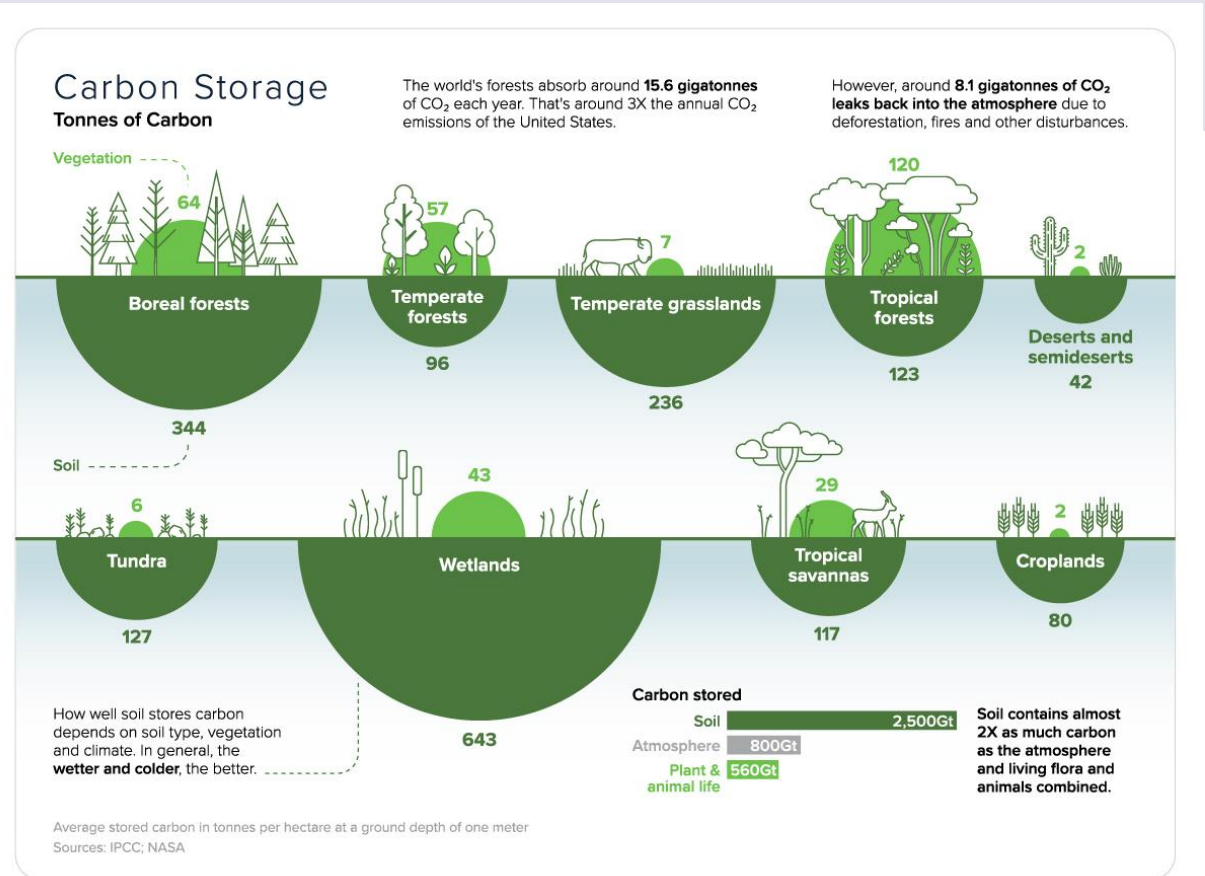 Carbon Storage
Tonnes of Carbon
The world's forests absorb around 15.6 gigatonnes
of CO₂ each year. That's around 3X the annual CO₂
emissions of the United States.
However, around 8.1 gigatonnes of CO₂
leaks back into the atmosphere due to
deforestation, fires and other disturbances.
Vegetation
64
57
7
120
2
Boreal forests
Temperate
forests
Temperate grasslands
Tropical
forests
Deserts and
semideserts
344
96
236
123
42
Soil
6
43
29
2
Tundra
Wetlands
Tropical
savannas
Croplands
127
643
117
80
How well soil stores carbon
depends on soil type, vegetation
and climate. In general, the
wetter and colder, the better.
Carbon stored
Soil 2,500Gt
Atmosphere 800Gt
Plant & 560Gt
animal life
Soil contains almost
2X as much carbon
as the atmosphere
and living flora and
animals combined.
Average stored carbon in tonnes per hectare at a ground depth of one meter
Sources: IPCC; NASA